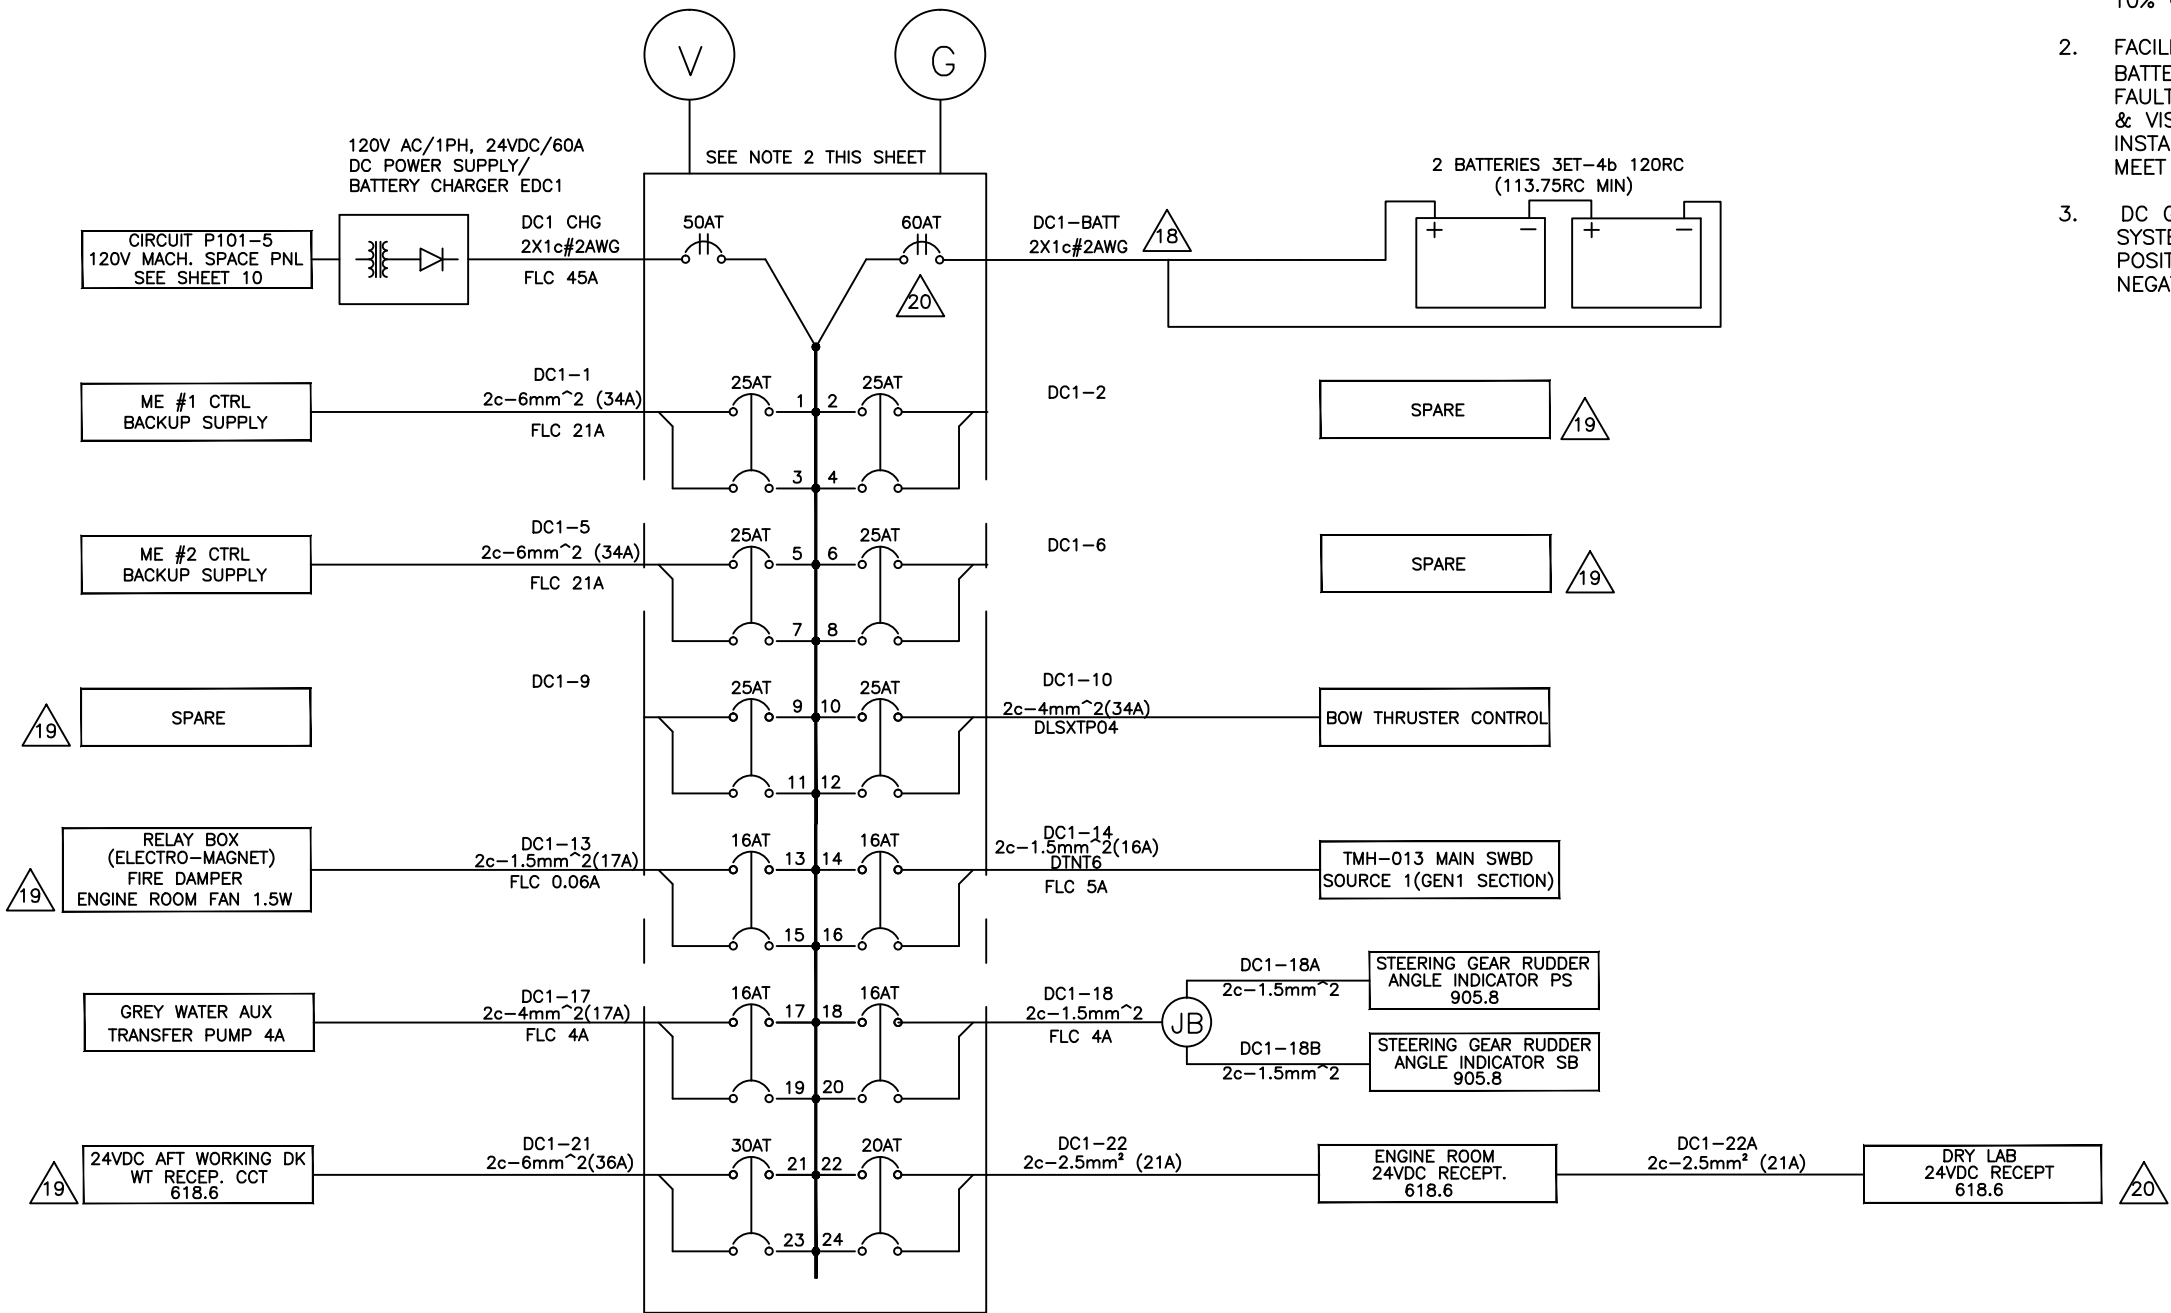 V
G
10%
2. FACILI
BATTE
FAULT
& VIS
INSTA
MEET
3. DC
SYSTE
POSIT
NEGA
120V AC/1PH, 24VDC/60A
DC POWER SUPPLY/
BATTERY CHARGER EDC1
SEE NOTE 2 THIS SHEET
2 BATTERIES 3ET-4b 120RC
(113.75RC MIN)
CIRCUIT P101-5
120V MACH. SPACE PNL
SEE SHEET 10
DC1 CHG
2X1c#2AWG
FLC 45A
50AT
60AT
20
DC1-BATT
2X1c#2AWG
18
+ -
+ -
ME #1 CTRL
BACKUP SUPPLY
DC1-1
2c-6mm^2 (34A)
FLC 21A
25AT
25AT
1 2
3 4
DC1-2
SPARE
19
ME #2 CTRL
BACKUP SUPPLY
DC1-5
2c-6mm^2 (34A)
FLC 21A
25AT
25AT
5 6
7 8
DC1-6
SPARE
19
19
SPARE
DC1-9
25AT
25AT
9 10
11 12
DC1-10
2c-4mm^2(34A)
DLSXTP04
BOW THRUSTER CONTROL
19
RELAY BOX
(ELECTRO-MAGNET)
FIRE DAMPER
ENGINE ROOM FAN 1.5W
DC1-13
2c-1.5mm^2(17A)
FLC 0.06A
16AT
16AT
13 14
15 16
DC1-14
2c-1.5mm^2(16A)
DTNT6
FLC 5A
TMH-013 MAIN SWBD
SOURCE 1(GEN1 SECTION)
GREY WATER AUX
TRANSFER PUMP 4A
DC1-17
2c-4mm^2(17A)
FLC 4A
16AT
16AT
17 18
19 20
DC1-18
2c-1.5mm^2
FLC 4A
JB
DC1-18A
2c-1.5mm^2
STEERING GEAR RUDDER
ANGLE INDICATOR PS
905.8
DC1-18B
2c-1.5mm^2
STEERING GEAR RUDDER
ANGLE INDICATOR SB
905.8
19
24VDC AFT WORKING DK
WT RECEP. CCT
618.6
DC1-21
2c-6mm^2(36A)
30AT
20AT
21 22
23 24
DC1-22
2c-2.5mm² (21A)
ENGINE ROOM
24VDC RECEPT.
618.6
DC1-22A
2c-2.5mm² (21A)
DRY LAB
24VDC RECEPT
618.6
20